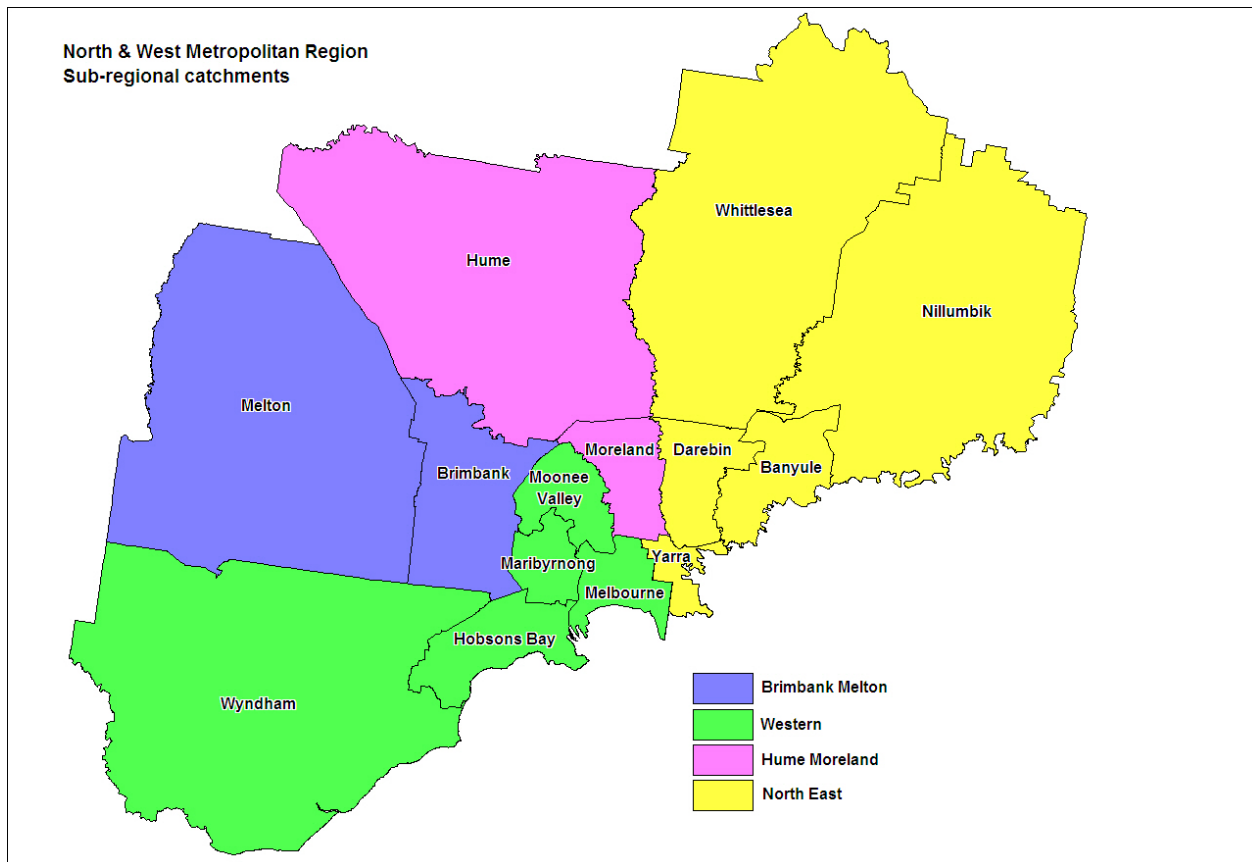 North & West Metropolitan Region
Sub-regional catchments
Whittlesea
Hume
Nillumbik
Melton
Moreland
Darebin
Banyule
Brimbank
Moonee
Valley
Yarra
Maribyrnong
Melbourne
Hobsons Bay
Wyndham
Brimbank Melton
Western
Hume Moreland
North East